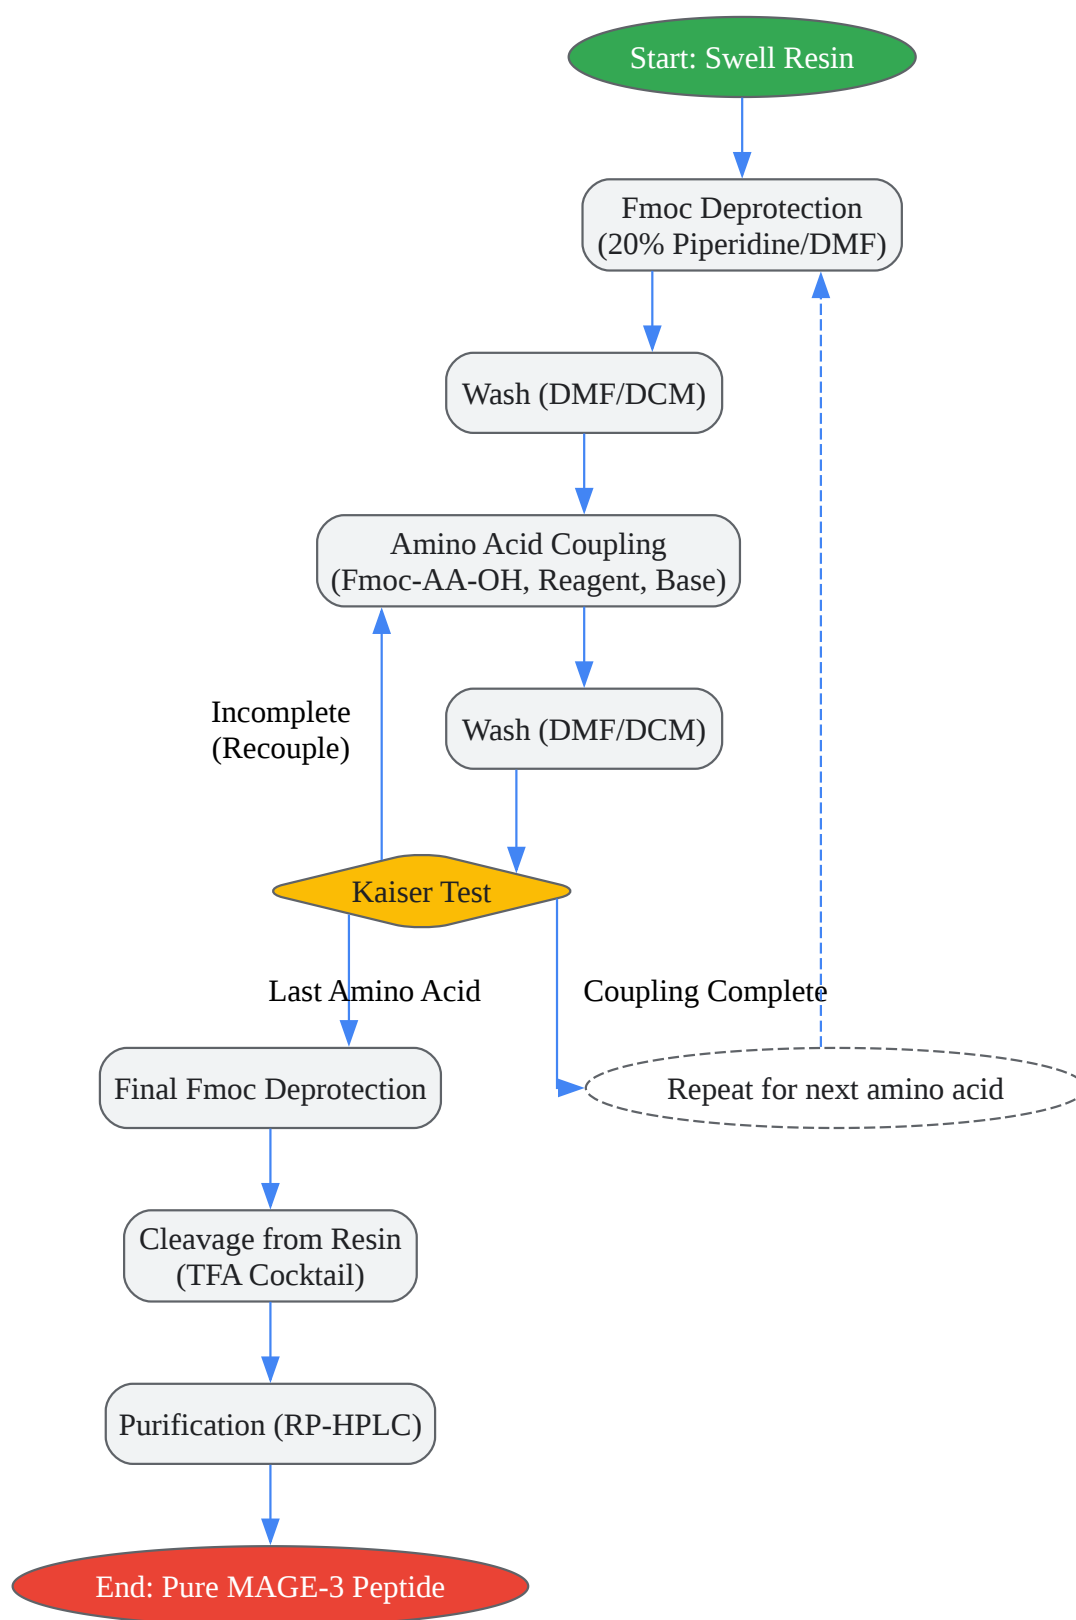 Start: Swell Resin
Fmoc Deprotection
(20% Piperidine/DMF)
Wash (DMF/DCM)
Amino Acid Coupling
(Fmoc-AA-OH, Reagent, Base)
Incomplete
(Recouple)
Wash (DMF/DCM)
Kaiser Test
Last Amino Acid
Coupling Complete
Final Fmoc Deprotection
Repeat for next amino acid
Cleavage from Resin
(TFA Cocktail)
Purification (RP-HPLC)
End: Pure MAGE-3 Peptide